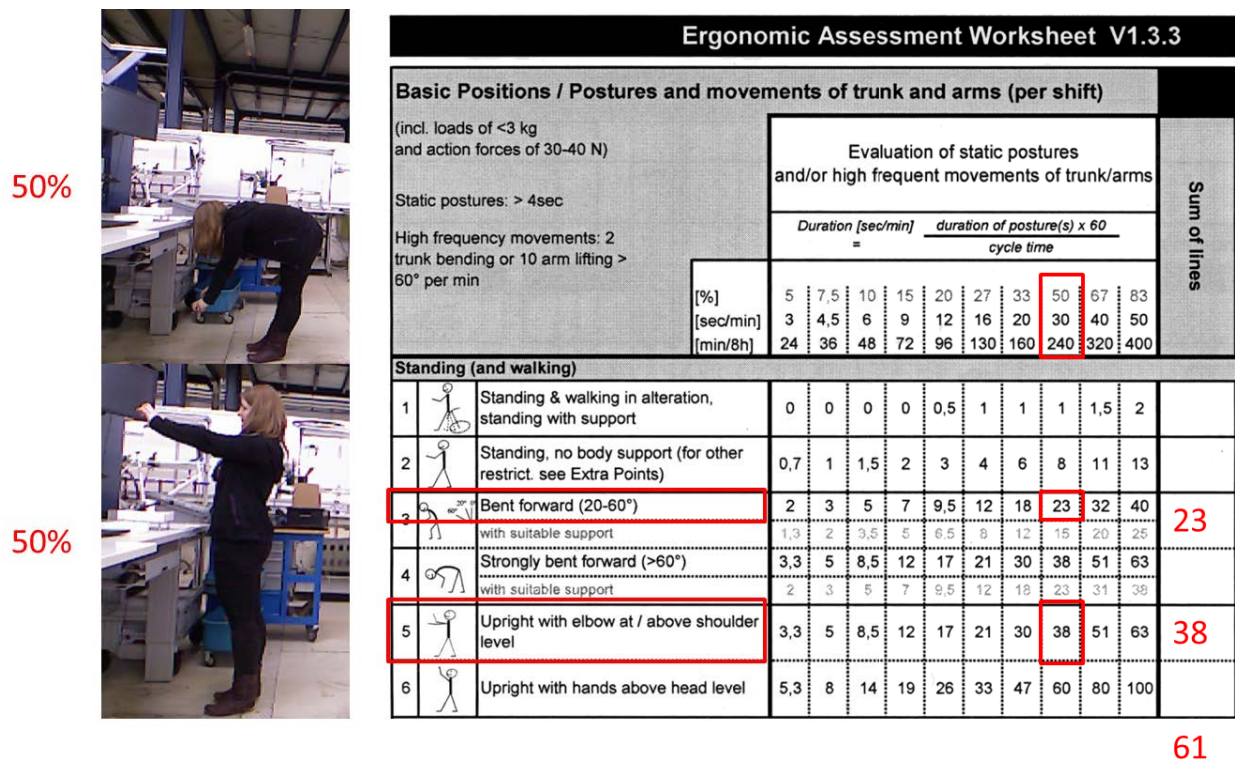 50%
50%
Ergonomic Assessment Worksheet V1.3.3
Basic Positions / Postures and movements of trunk and arms (per shift)
(incl. loads of <3 kg
and action forces of 30-40 N)
Static postures: > 4sec
High frequency movements: 2
trunk bending or 10 arm lifting >
60° per min
Evaluation of static postures
and/or high frequent movements of trunk/arms
Duration [sec/min] = duration of posture(s) x 60
cycle time
Sum of lines
[%] 5 7,5 10 15 20 27 33 50 67 83
[sec/min] 3 4,5 6 9 12 16 20 30 40 50
[min/8h] 24 36 48 72 96 130 160 240 320 400
Standing (and walking)
1 Standing & walking in alteration,
standing with support 0 0 0 0 0,5 1 1 1 1,5 2
2 Standing, no body support (for other
restrict. see Extra Points) 0,7 1 1,5 2 3 4 6 8 11 13
3 Bent forward (20-60°) 2 3 5 7 9,5 12 18 23 32 40 23
with suitable support 1,3 2 3,5 5 6,5 8 12 15 20 25
4 Strongly bent forward (>60°) 3,3 5 8,5 12 17 21 30 38 51 63
with suitable support 2 3 5 7 9,5 12 18 23 31 38
5 Upright with elbow at / above shoulder
level 3,3 5 8,5 12 17 21 30 38 51 63 38
6 Upright with hands above head level 5,3 8 14 19 26 33 47 60 80 100
61